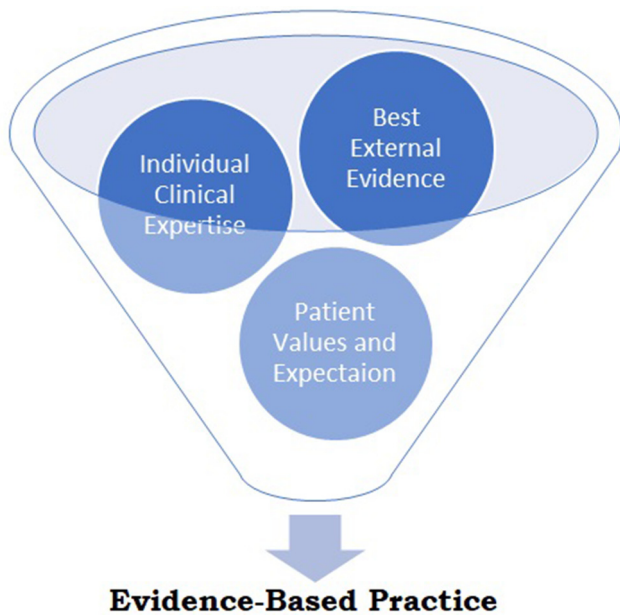 Best
External
Evidence
Individual
Clinical
Expertise
Patient
Values and
Expectaion
Evidence-Based Practice